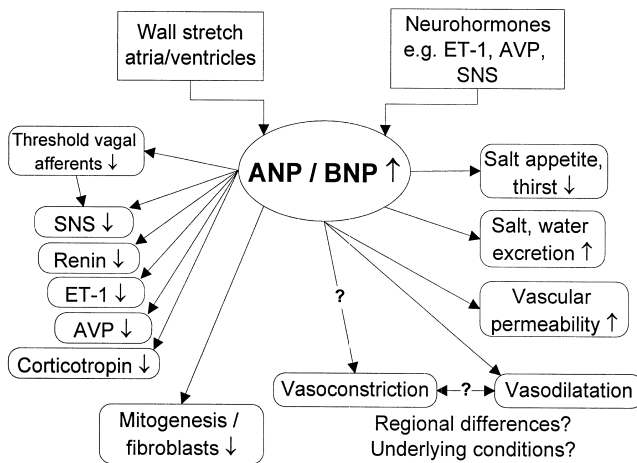 Wall stretch
atria/ventricles
Neurohormones
e.g. ET-1, AVP,
SNS
ANP / BNP ↑
Threshold vagal
afferents ↓
SNS ↓
Renin ↓
ET-1 ↓
AVP ↓
Corticotropin ↓
Mitogenesis /
fibroblasts ↓
Salt appetite,
thirst ↓
Salt, water
excretion ↑
Vascular
permeability ↑
?
Vasoconstriction
?
Vasodilatation
Regional differences?
Underlying conditions?